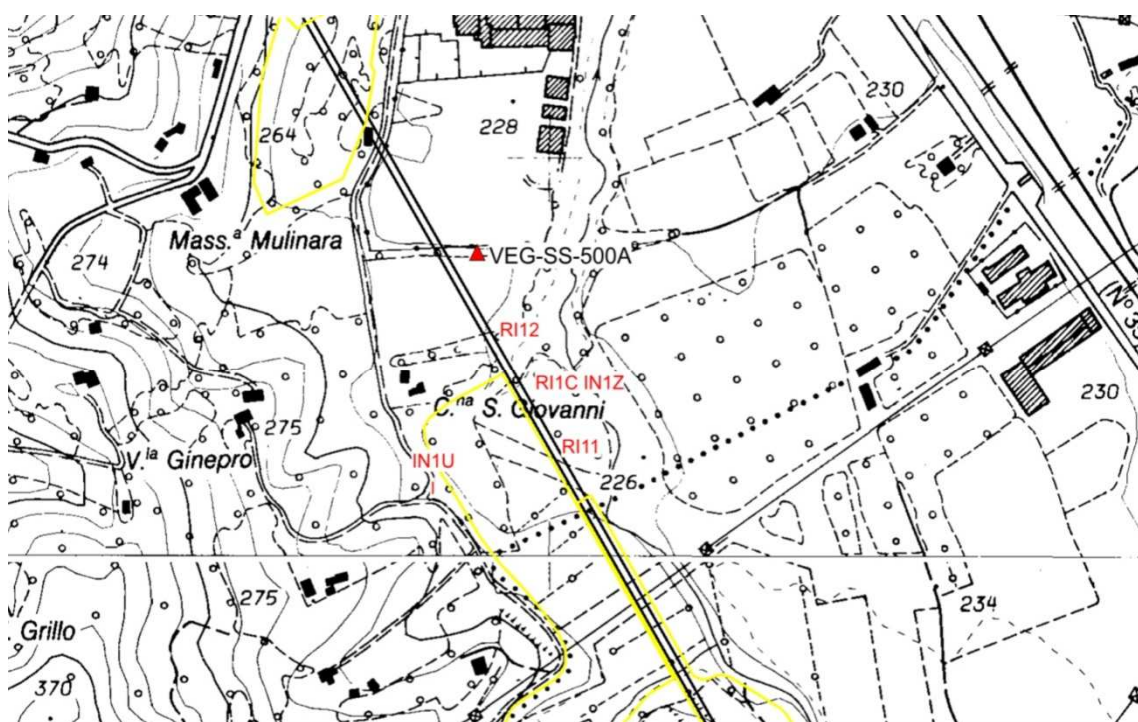 230
228
264
Mass.ª Mulinara
VEG-SS-500A
274
N° 3
RI12
RI1C IN1Z
C.na S. Giovanni
230
275
RI11
V.la Ginepro
IN1U
226
275
234
Grillo
370